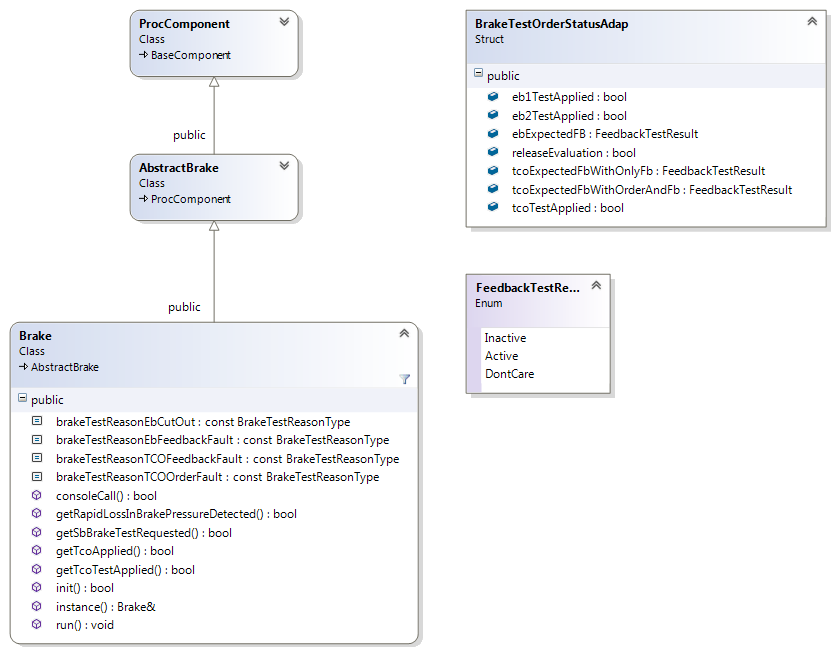 ProcComponent
Class
BaseComponent
public
AbstractBrake
Class
ProcComponent
public
Brake
Class
AbstractBrake
public
brakeTestReasonEbCutOut : const BrakeTestReasonType
brakeTestReasonEbFeedbackFault : const BrakeTestReasonType
brakeTestReasonTCOFeedbackFault : const BrakeTestReasonType
brakeTestReasonTCOOrderFault : const BrakeTestReasonType
consoleCall() : bool
getRapidLossInBrakePressureDetected() : bool
getSbBrakeTestRequested() : bool
getTcoApplied() : bool
getTcoTestApplied() : bool
init() : bool
instance() : Brake&
run() : void
BrakeTestOrderStatusAdap
Struct
public
eb1TestApplied : bool
eb2TestApplied : bool
ebExpectedFB : FeedbackTestResult
releaseEvaluation : bool
tcoExpectedFbWithOnlyFb : FeedbackTestResult
tcoExpectedFbWithOrderAndFb : FeedbackTestResult
tcoTestApplied : bool
FeedbackTestRe...
Enum
Inactive
Active
DontCare